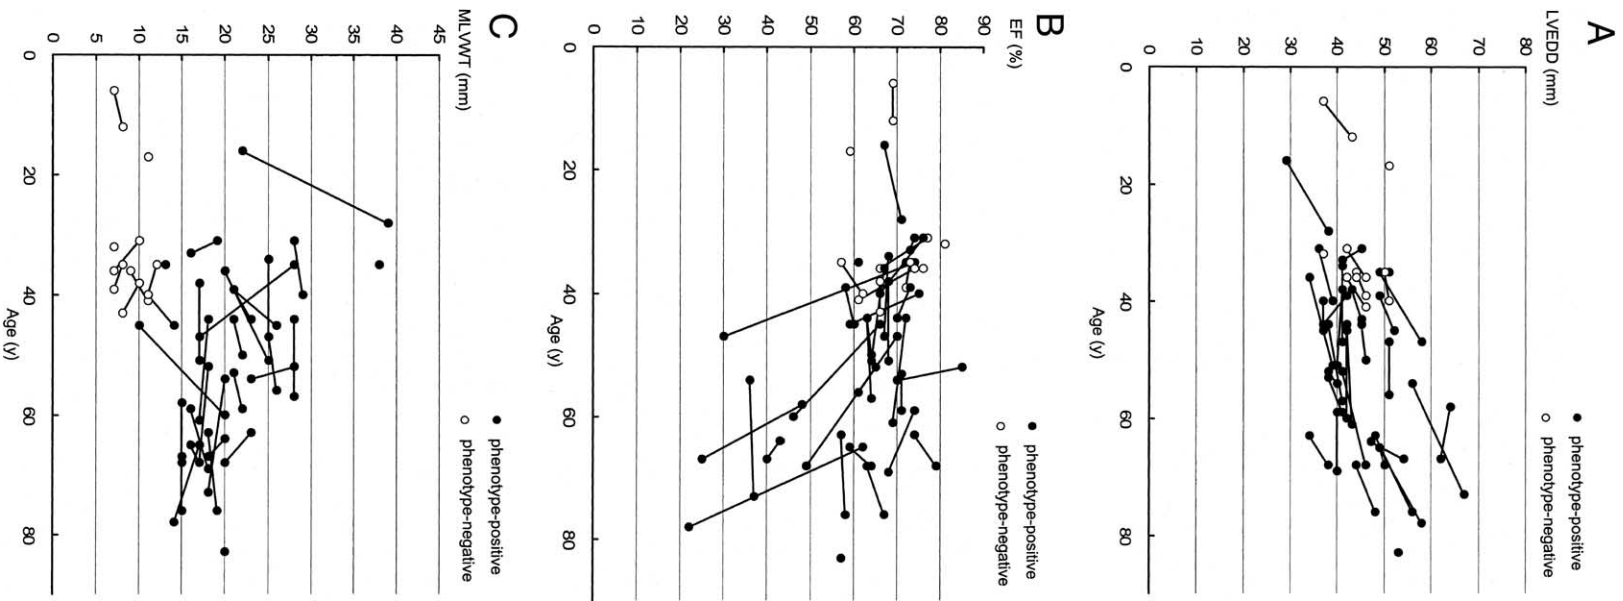 A
LVEDD (mm)
80
70
60
50
40
30
20
10
0
0 20 40 60 80
Age (y)
● phenotype-positive
○ phenotype-negative
B
EF (%)
90
80
70
60
50
40
30
20
10
0
0 20 40 60 80
Age (y)
● phenotype-positive
○ phenotype-negative
C
MLVWT (mm)
45
40
35
30
25
20
15
10
5
0
0 20 40 60 80
Age (y)
● phenotype-positive
○ phenotype-negative